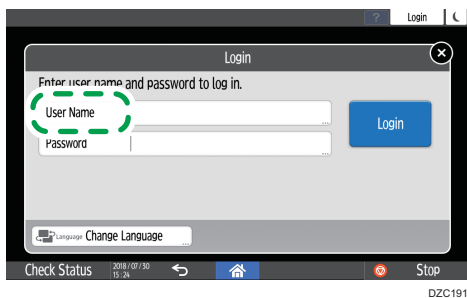 ? Login
Login
Enter user name and password to log in.
User Name
Login
Password
Language Change Language
Check Status 2018/07/30 15:24 Stop
DZC191